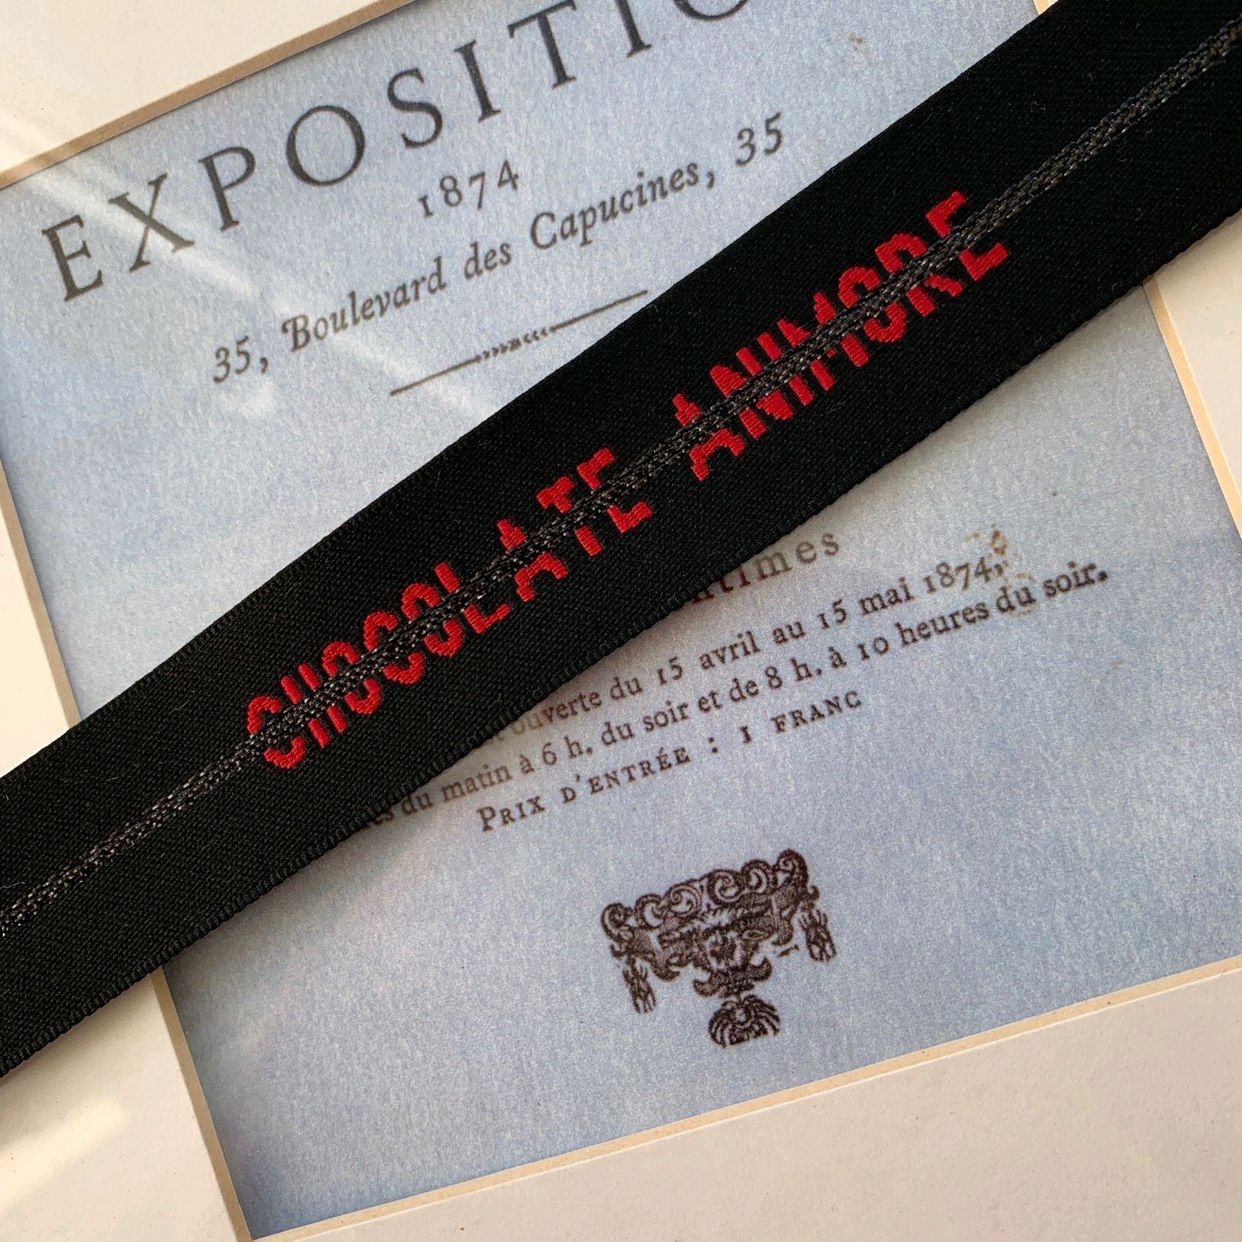 EXPOSITIO
1874
35, Boulevard des Capucines, 35
CHOCOLATE ANIMORE
times
ouverte du 15 avril au 15 mai 1874,
du matin à 6 h. du soir et de 8 h. à 10 heures du soir.
PRIX D'ENTRÉE : 1 FRANC